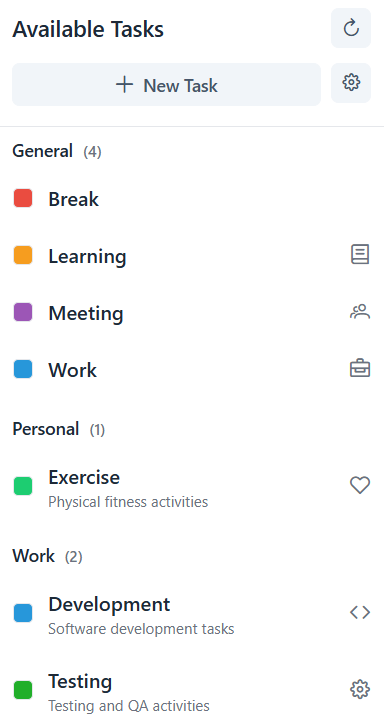 Available Tasks
New Task
General (4)
Break
Learning
Meeting
Work
Personal (1)
Exercise
Physical fitness activities
Work (2)
Development
Software development tasks
Testing
Testing and QA activities